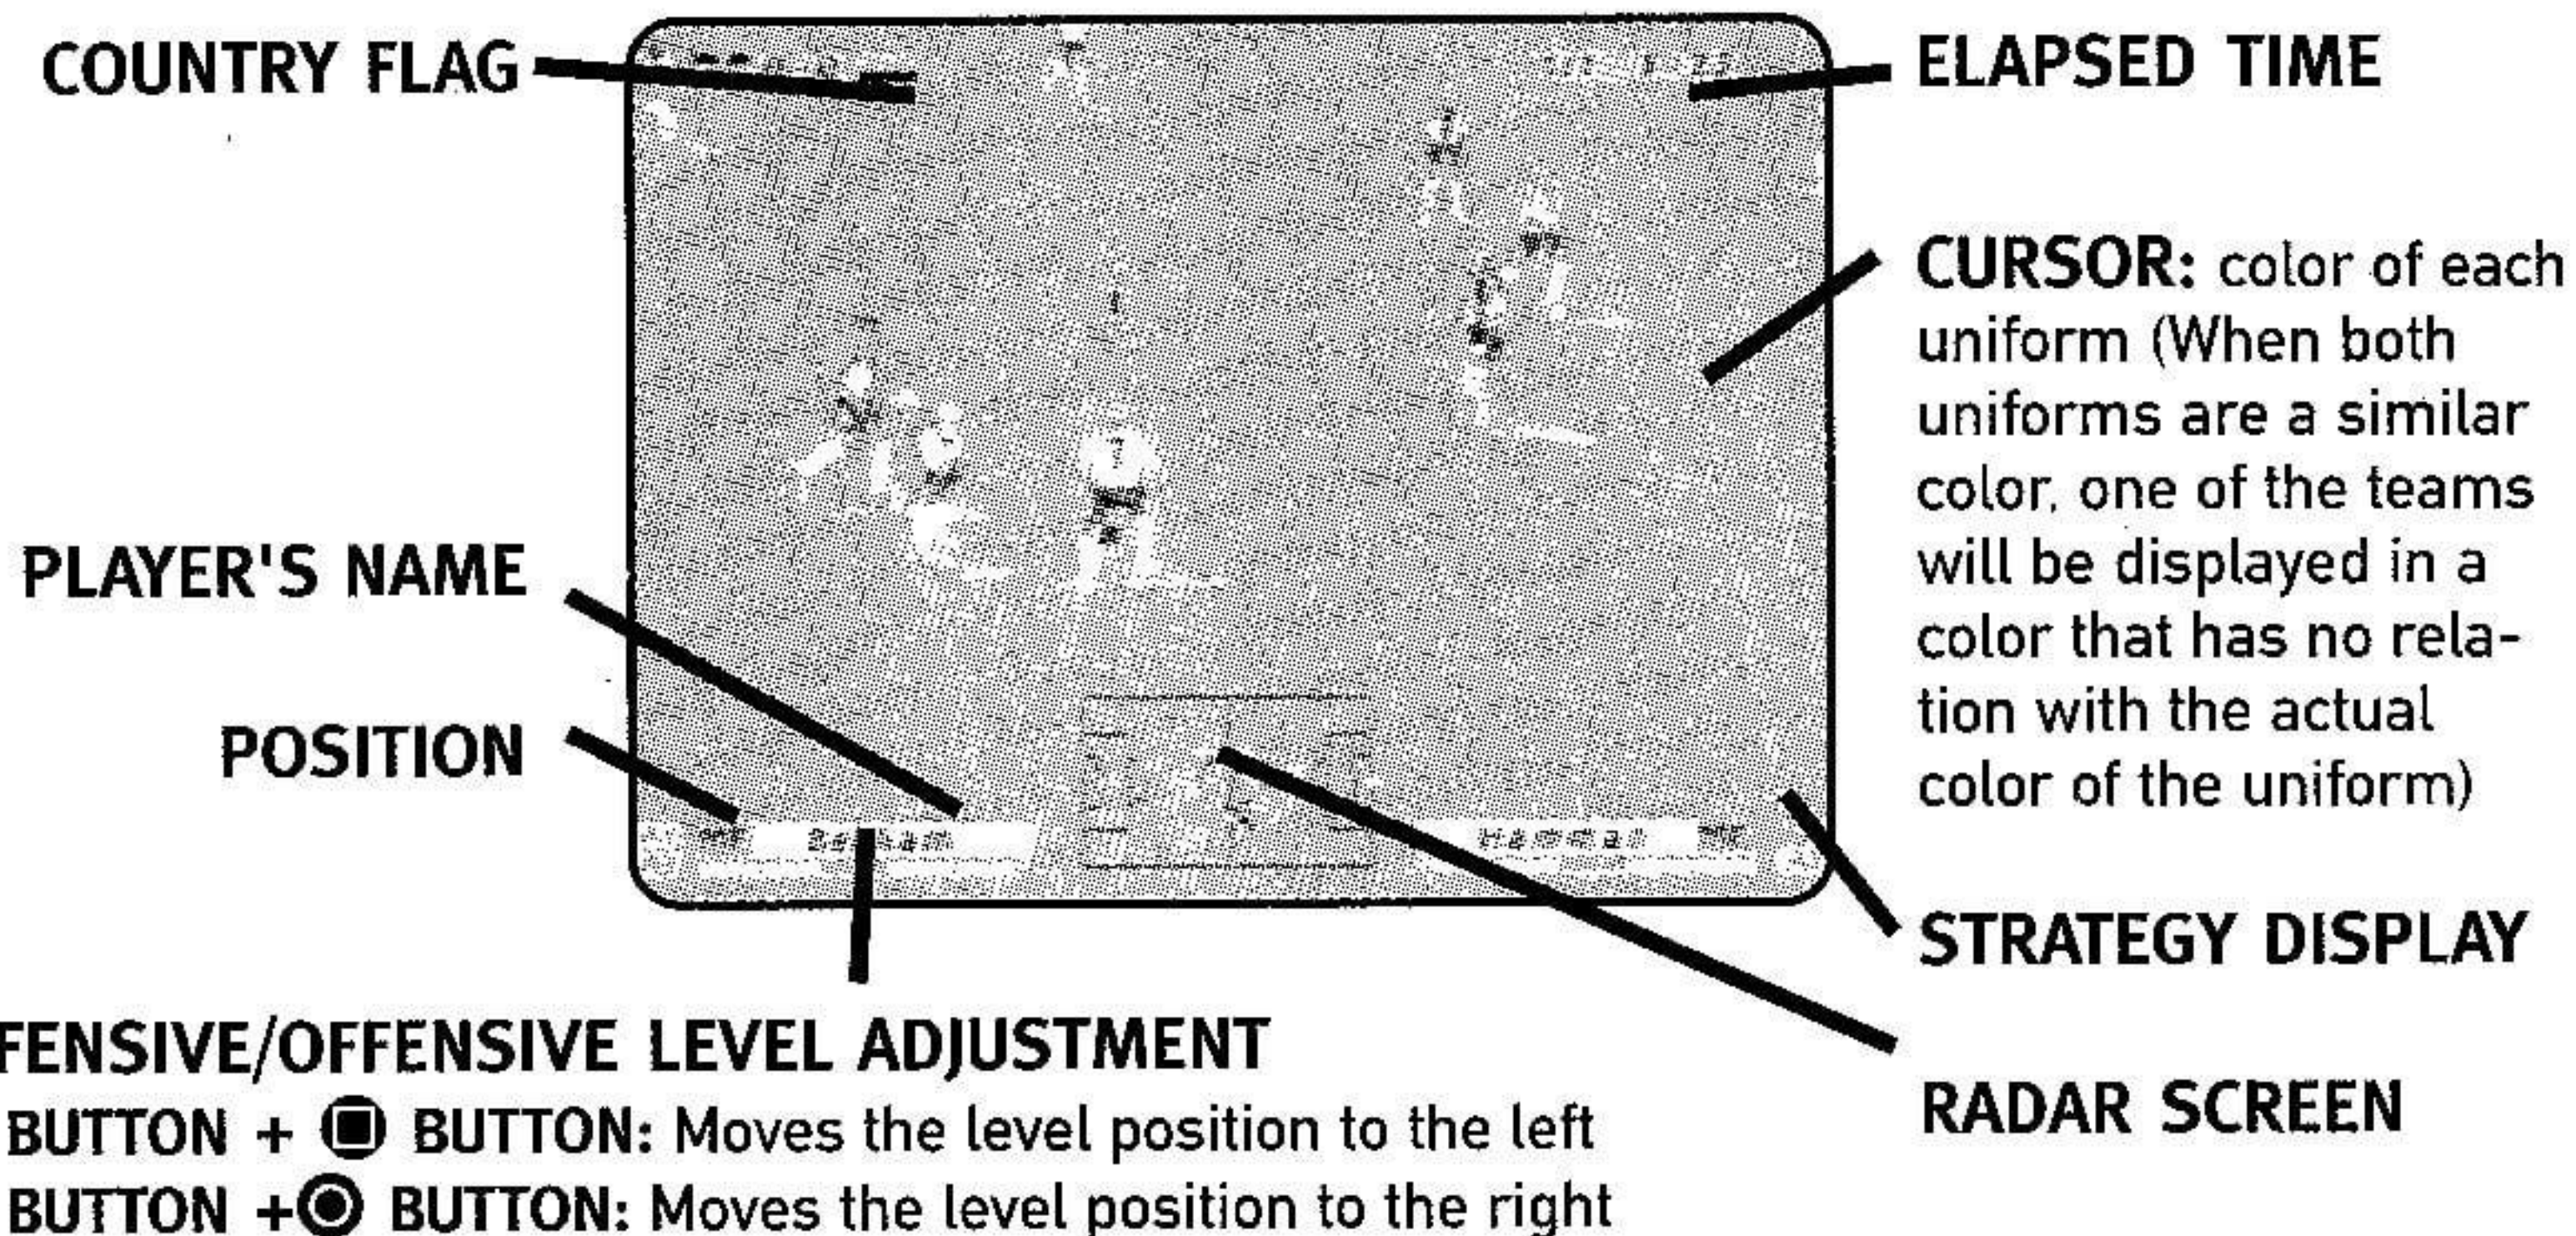 COUNTRY FLAG
ELAPSED TIME
CURSOR: color of each
uniform (When both
uniforms are a similar
color, one of the teams
will be displayed in a
color that has no rela-
tion with the actual
color of the uniform)
PLAYER'S NAME
POSITION
STRATEGY DISPLAY
RADAR SCREEN
FENSIVE/OFFENSIVE LEVEL ADJUSTMENT
BUTTON + BUTTON: Moves the level position to the left
BUTTON + BUTTON: Moves the level position to the right